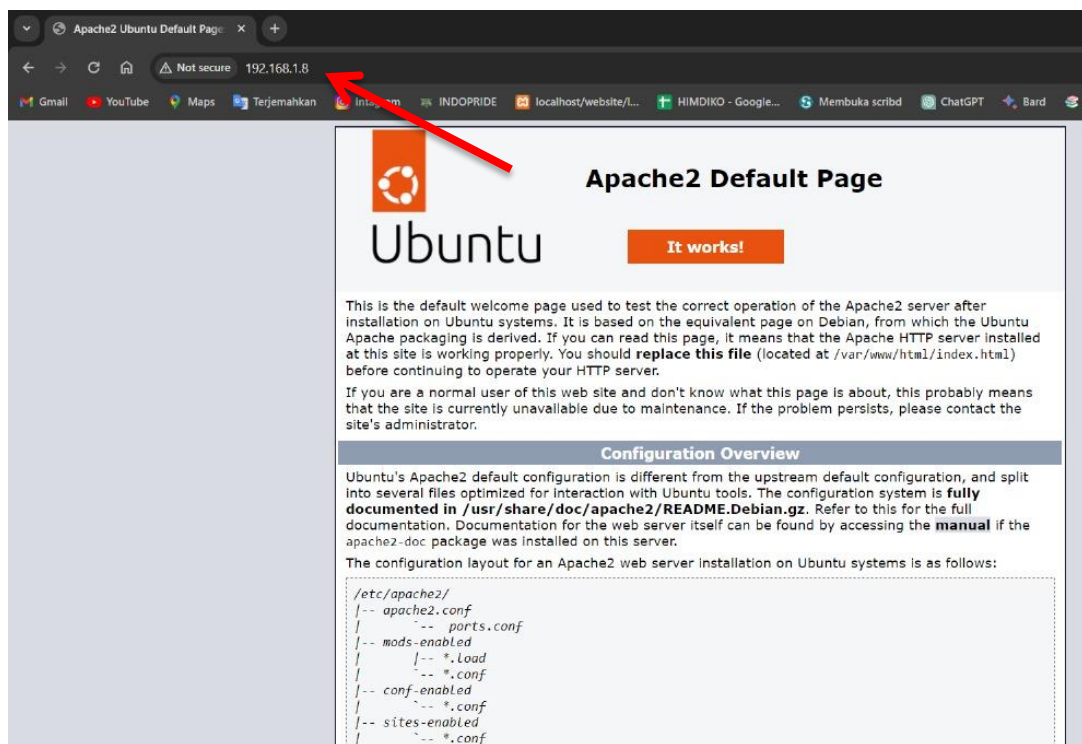 Apache2 Ubuntu Default Page
Not secure 192.168.1.8
Gmail YouTube Maps Terjemahkan INDOPRIDE localhost/website/l... HIMDIKO - Google... Membuka scribd ChatGPT Bard
Apache2 Default Page
Ubuntu
It works!
This is the default welcome page used to test the correct operation of the Apache2 server after
installation on Ubuntu systems. It is based on the equivalent page on Debian, from which the Ubuntu
Apache packaging is derived. If you can read this page, it means that the Apache HTTP server installed
at this site is working properly. You should replace this file (located at /var/www/html/index.html)
before continuing to operate your HTTP server.
If you are a normal user of this web site and don't know what this page is about, this probably means
that the site is currently unavailable due to maintenance. If the problem persists, please contact the
site's administrator.
Configuration Overview
Ubuntu's Apache2 default configuration is different from the upstream default configuration, and split
into several files optimized for interaction with Ubuntu tools. The configuration system is fully
documented in /usr/share/doc/apache2/README.Debian.gz. Refer to this for the full
documentation. Documentation for the web server itself can be found by accessing the manual if the
apache2-doc package was installed on this server.
The configuration layout for an Apache2 web server installation on Ubuntu systems is as follows:
/etc/apache2/
|-- apache2.conf
|       `--  ports.conf
|-- mods-enabled
|       |-- *.load
|       `-- *.conf
|-- conf-enabled
|       `-- *.conf
|-- sites-enabled
|       `-- *.conf